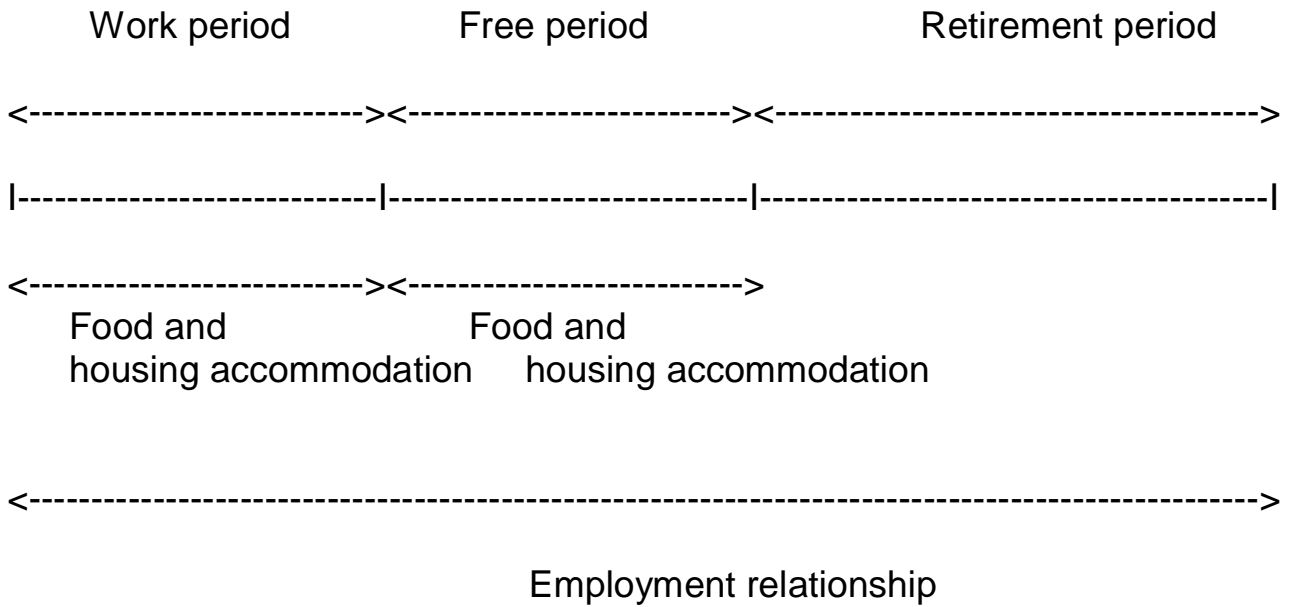 Work period Free period Retirement period
<---------------------------><--------------------------><--------------------------------------->
|----------------------------|----------------------------|----------------------------------------|
<---------------------------><--------------------------->
Food and Food and
housing accommodation housing accommodation
<--------------------------------------------------------------------------------------------------->
Employment relationship